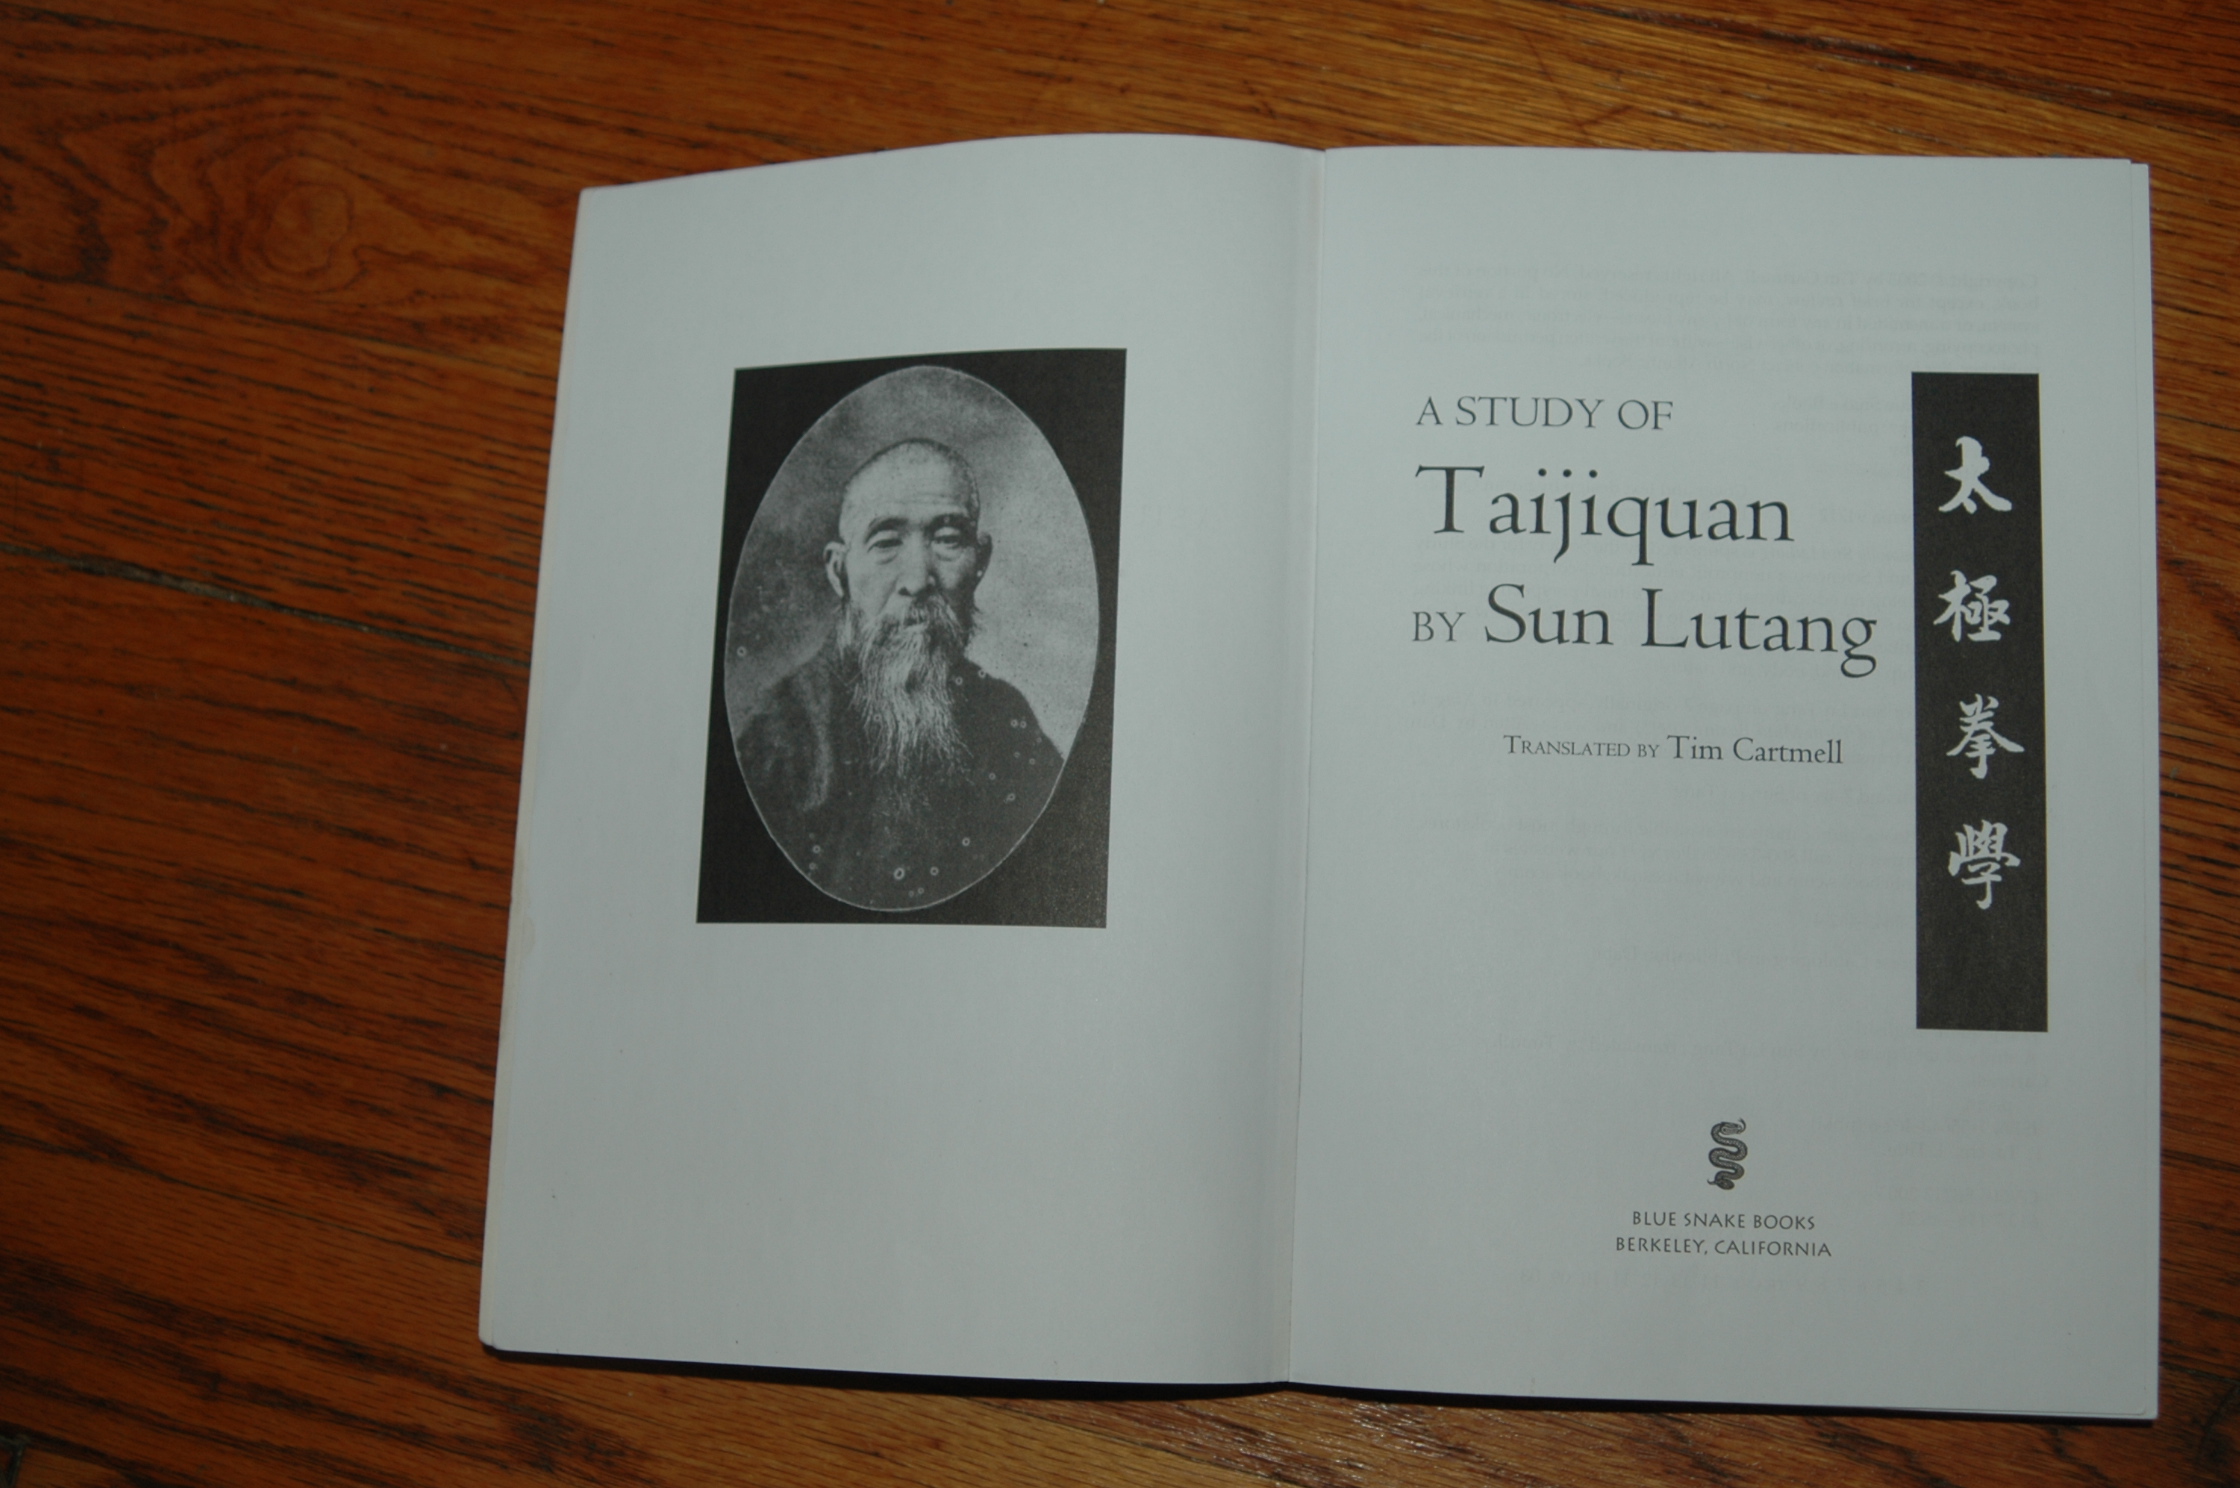 A STUDY OF
Taijiquan
BY Sun Lutang
TRANSLATED BY Tim Cartmell
太極拳學
BLUE SNAKE BOOKS
BERKELEY, CALIFORNIA